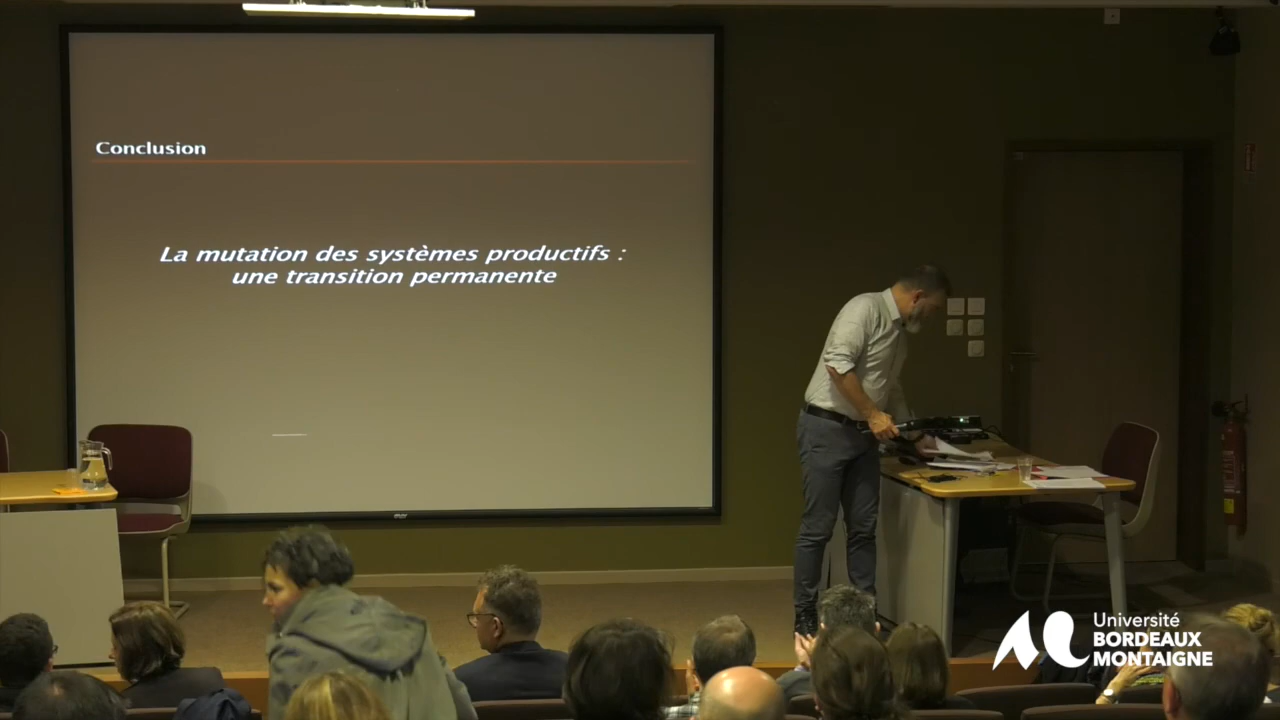 Conclusion
La mutation des systèmes productifs :
une transition permanente
Université
BORDEAUX
MONTAIGNE